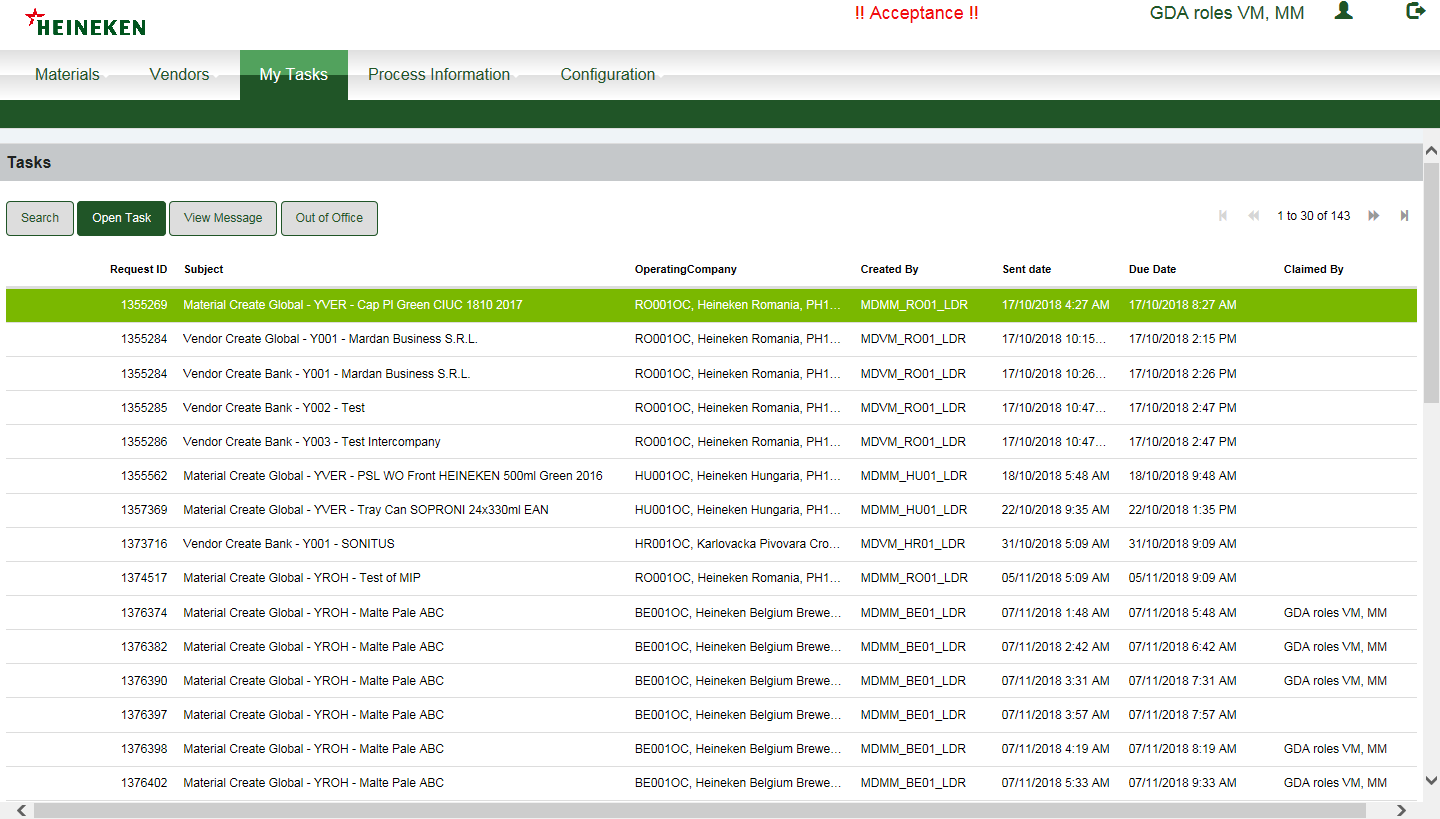 HEINEKEN
!! Acceptance !!
GDA roles VM, MM
Materials Vendors My Tasks Process Information Configuration
Tasks
Search Open Task View Message Out of Office 1 to 30 of 143
Request ID Subject OperatingCompany Created By Sent date Due Date Claimed By
1355269 Material Create Global - YVER - Cap Pl Green CIUC 1810 2017 RO001OC, Heineken Romania, PH1... MDMM_RO01_LDR 17/10/2018 4:27 AM 17/10/2018 8:27 AM
1355284 Vendor Create Global - Y001 - Mardan Business S.R.L. RO001OC, Heineken Romania, PH1... MDVM_RO01_LDR 17/10/2018 10:15... 17/10/2018 2:15 PM
1355284 Vendor Create Bank - Y001 - Mardan Business S.R.L. RO001OC, Heineken Romania, PH1... MDVM_RO01_LDR 17/10/2018 10:26... 17/10/2018 2:26 PM
1355285 Vendor Create Bank - Y002 - Test RO001OC, Heineken Romania, PH1... MDVM_RO01_LDR 17/10/2018 10:47... 17/10/2018 2:47 PM
1355286 Vendor Create Bank - Y003 - Test Intercompany RO001OC, Heineken Romania, PH1... MDVM_RO01_LDR 17/10/2018 10:47... 17/10/2018 2:47 PM
1355562 Material Create Global - YVER - PSL WO Front HEINEKEN 500ml Green 2016 HU001OC, Heineken Hungaria, PH1... MDMM_HU01_LDR 18/10/2018 5:48 AM 18/10/2018 9:48 AM
1357369 Material Create Global - YVER - Tray Can SOPRONI 24x330ml EAN HU001OC, Heineken Hungaria, PH1... MDMM_HU01_LDR 22/10/2018 9:35 AM 22/10/2018 1:35 PM
1373716 Vendor Create Bank - Y001 - SONITUS HR001OC, Karlovacka Pivovara Cro... MDVM_HR01_LDR 31/10/2018 5:09 AM 31/10/2018 9:09 AM
1374517 Material Create Global - YROH - Test of MIP RO001OC, Heineken Romania, PH1... MDMM_RO01_LDR 05/11/2018 5:09 AM 05/11/2018 9:09 AM
1376374 Material Create Global - YROH - Malte Pale ABC BE001OC, Heineken Belgium Brewe... MDMM_BE01_LDR 07/11/2018 1:48 AM 07/11/2018 5:48 AM GDA roles VM, MM
1376382 Material Create Global - YROH - Malte Pale ABC BE001OC, Heineken Belgium Brewe... MDMM_BE01_LDR 07/11/2018 2:42 AM 07/11/2018 6:42 AM GDA roles VM, MM
1376390 Material Create Global - YROH - Malte Pale ABC BE001OC, Heineken Belgium Brewe... MDMM_BE01_LDR 07/11/2018 3:31 AM 07/11/2018 7:31 AM GDA roles VM, MM
1376397 Material Create Global - YROH - Malte Pale ABC BE001OC, Heineken Belgium Brewe... MDMM_BE01_LDR 07/11/2018 3:57 AM 07/11/2018 7:57 AM
1376398 Material Create Global - YROH - Malte Pale ABC BE001OC, Heineken Belgium Brewe... MDMM_BE01_LDR 07/11/2018 4:19 AM 07/11/2018 8:19 AM GDA roles VM, MM
1376402 Material Create Global - YROH - Malte Pale ABC BE001OC, Heineken Belgium Brewe... MDMM_BE01_LDR 07/11/2018 5:33 AM 07/11/2018 9:33 AM GDA roles VM, MM